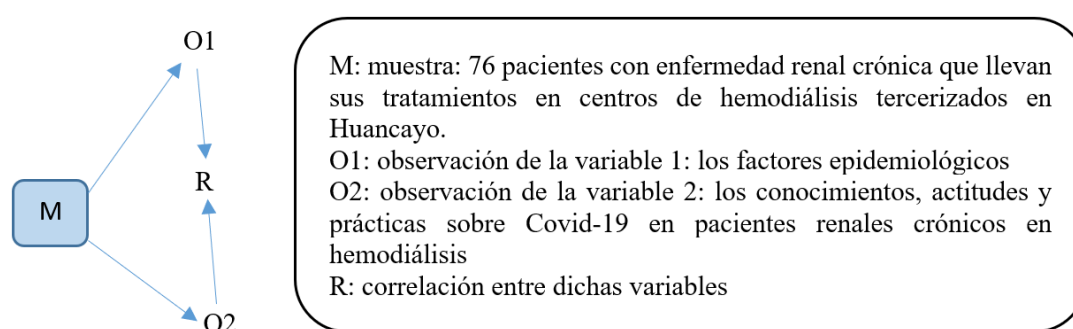 O1
R
M
O2
M: muestra: 76 pacientes con enfermedad renal crónica que llevan
sus tratamientos en centros de hemodiálisis tercerizados en
Huancayo.
O1: observación de la variable 1: los factores epidemiológicos
O2: observación de la variable 2: los conocimientos, actitudes y
prácticas sobre Covid-19 en pacientes renales crónicos en
hemodiálisis
R: correlación entre dichas variables